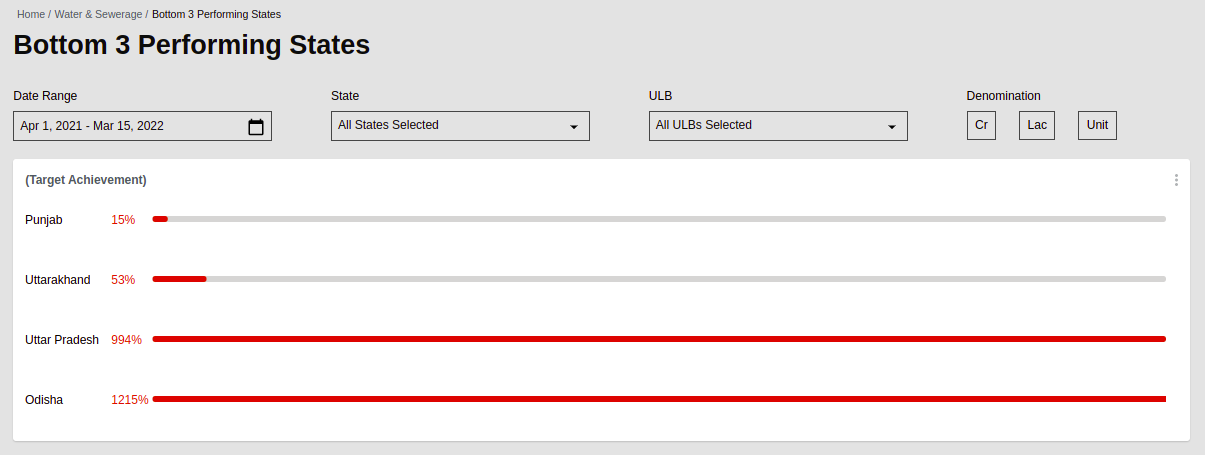 Home / Water & Sewerage / Bottom 3 Performing States
Bottom 3 Performing States
Date Range
State
ULB
Denomination
Apr 1, 2021 - Mar 15, 2022
All States Selected
All ULBs Selected
Cr
Lac
Unit
(Target Achievement)
Punjab 15%
Uttarakhand 53%
Uttar Pradesh 994%
Odisha 1215%